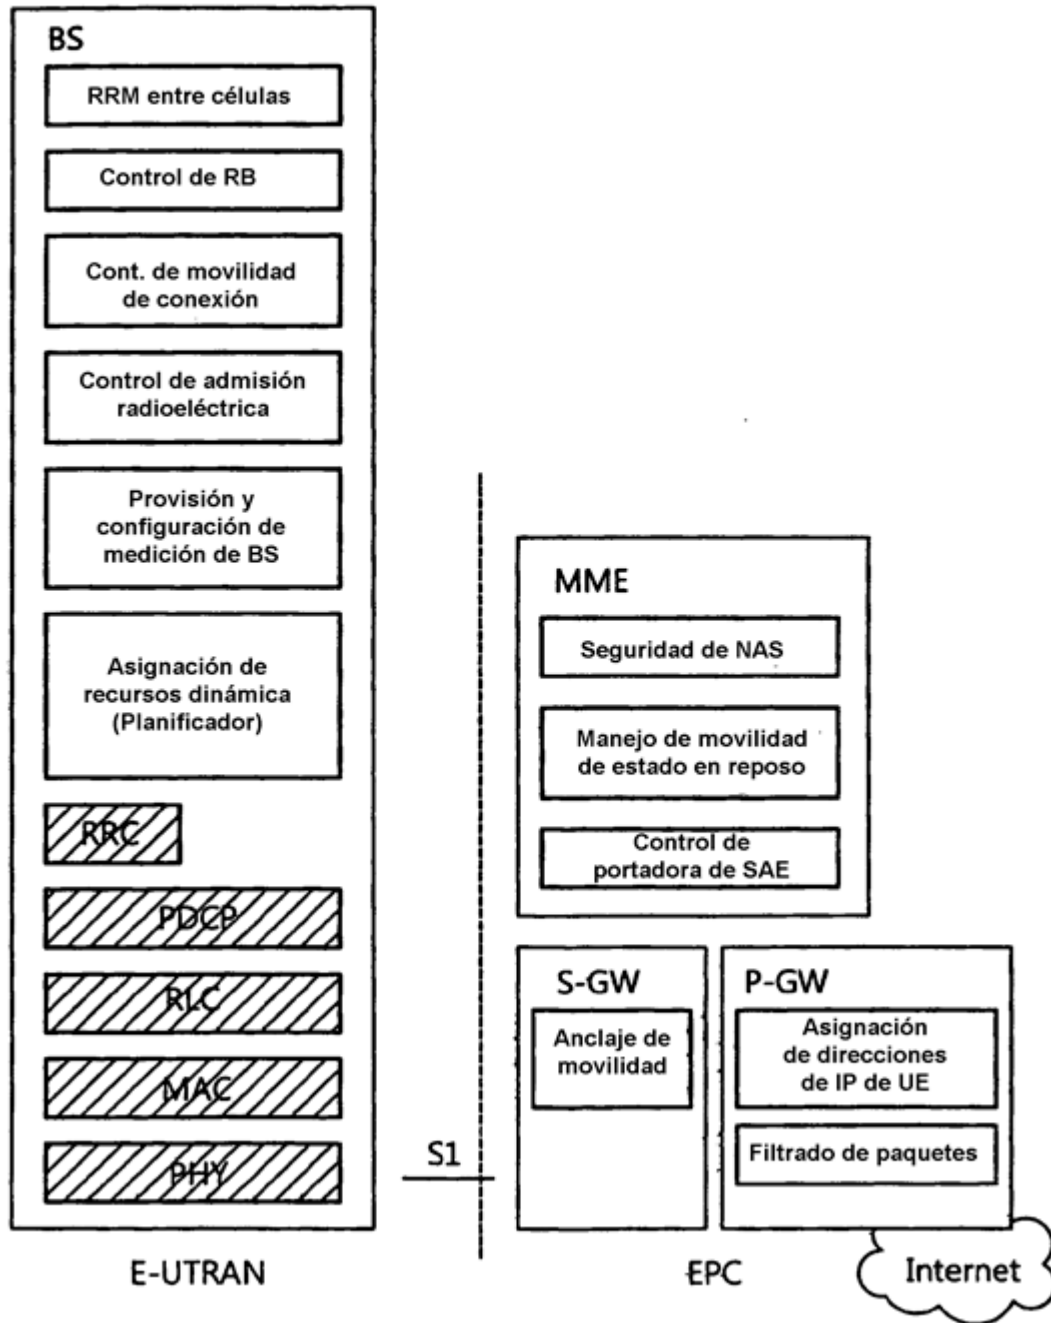 BS
RRM entre células
Control de RB
Cont. de movilidad
de conexión
Control de admisión
radioeléctrica
Provisión y
configuración de
medición de BS
Asignación de
recursos dinámica
(Planificador)
RRC
PDCP
RLC
MAC
PHY
E-UTRAN
S1
MME
Seguridad de NAS
Manejo de movilidad
de estado en reposo
Control de
portadora de SAE
S-GW
Anclaje de
movilidad
P-GW
Asignación
de direcciones
de IP de UE
Filtrado de paquetes
EPC
Internet